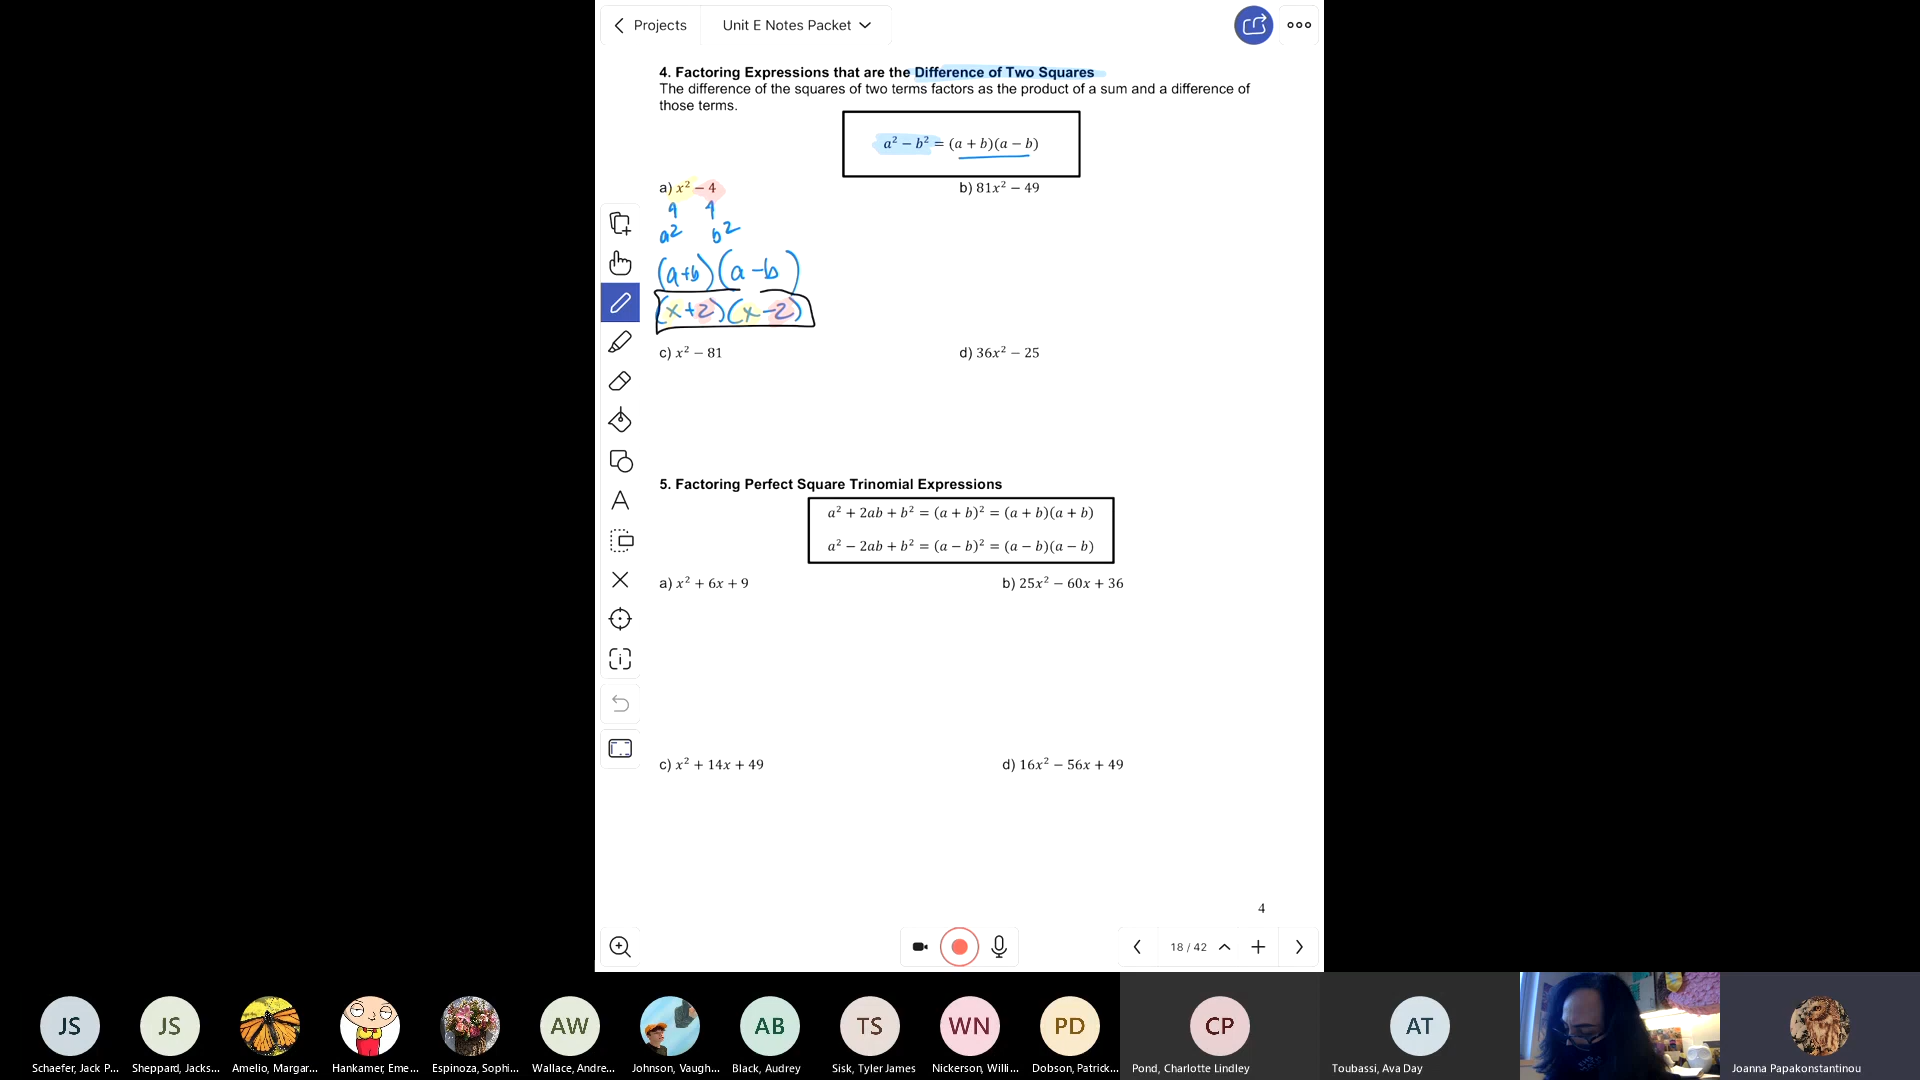 Projects
Unit E Notes Packet
4. Factoring Expressions that are the Difference of Two Squares
The difference of the squares of two terms factors as the product of a sum and a difference of
those terms.
a² − b² = (a + b)(a − b)
a) x² − 4
b) 81x² − 49
a² b²
(a+b)(a-b)
(x+2)(x-2)
c) x² − 81
d) 36x² − 25
5. Factoring Perfect Square Trinomial Expressions
a² + 2ab + b² = (a + b)² = (a + b)(a + b)
a² − 2ab + b² = (a − b)² = (a − b)(a − b)
a) x² + 6x + 9
b) 25x² − 60x + 36
c) x² + 14x + 49
d) 16x² − 56x + 49
4
18 / 42
JS
JS
AW
AB
TS
WN
PD
CP
AT
Schaefer, Jack P...
Sheppard, Jacks...
Amelio, Margar...
Hankamer, Eme...
Espinoza, Sophi...
Wallace, Andre...
Johnson, Vaugh...
Black, Audrey
Sisk, Tyler James
Nickerson, Willi...
Dobson, Patrick...
Pond, Charlotte Lindley
Toubassi, Ava Day
Joanna Papakonstantinou